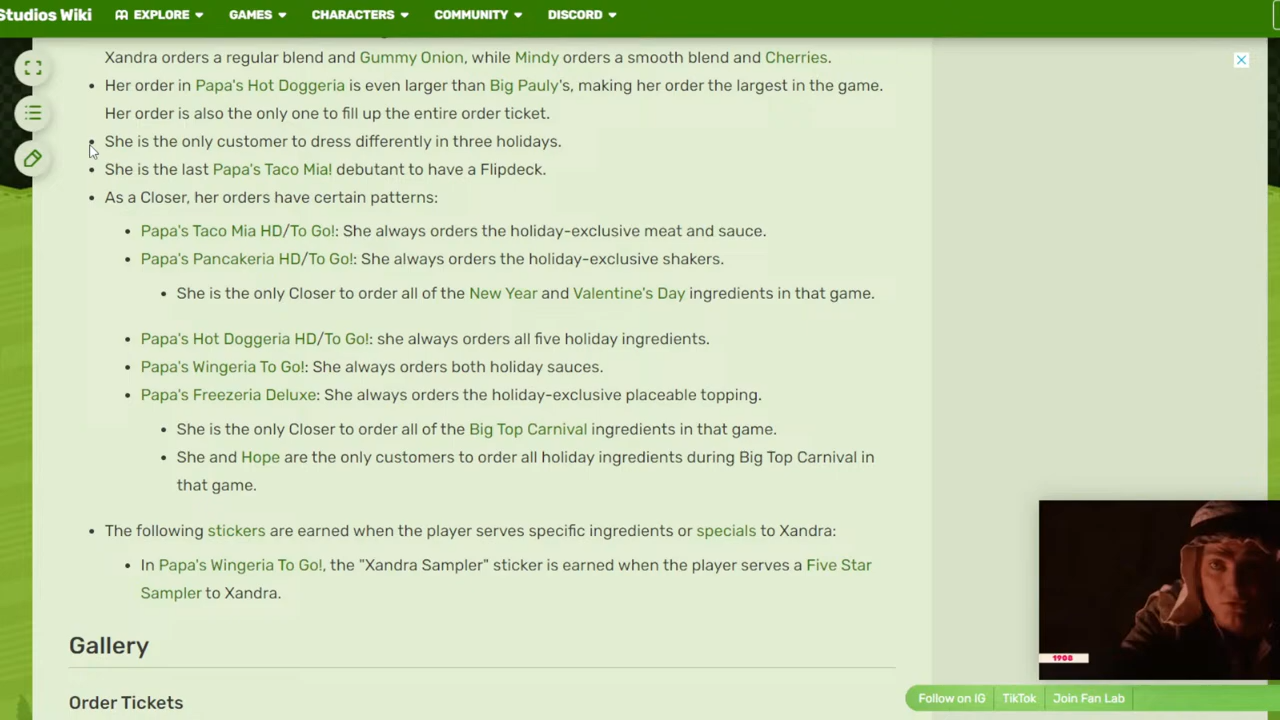 Studios Wiki EXPLORE GAMES CHARACTERS COMMUNITY DISCORD
Xandra orders a regular blend and Gummy Onion, while Mindy orders a smooth blend and Cherries.
• Her order in Papa's Hot Doggeria is even larger than Big Pauly's, making her order the largest in the game.
Her order is also the only one to fill up the entire order ticket.
• She is the only customer to dress differently in three holidays.
• She is the last Papa's Taco Mia! debutant to have a Flipdeck.
• As a Closer, her orders have certain patterns:
• Papa's Taco Mia HD/To Go!: She always orders the holiday-exclusive meat and sauce.
• Papa's Pancakeria HD/To Go!: She always orders the holiday-exclusive shakers.
• She is the only Closer to order all of the New Year and Valentine's Day ingredients in that game.
• Papa's Hot Doggeria HD/To Go!: she always orders all five holiday ingredients.
• Papa's Wingeria To Go!: She always orders both holiday sauces.
• Papa's Freezeria Deluxe: She always orders the holiday-exclusive placeable topping.
• She is the only Closer to order all of the Big Top Carnival ingredients in that game.
• She and Hope are the only customers to order all holiday ingredients during Big Top Carnival in
that game.
• The following stickers are earned when the player serves specific ingredients or specials to Xandra:
• In Papa's Wingeria To Go!, the "Xandra Sampler" sticker is earned when the player serves a Five Star
Sampler to Xandra.
Gallery
Order Tickets
1908
Follow on IG TikTok Join Fan Lab